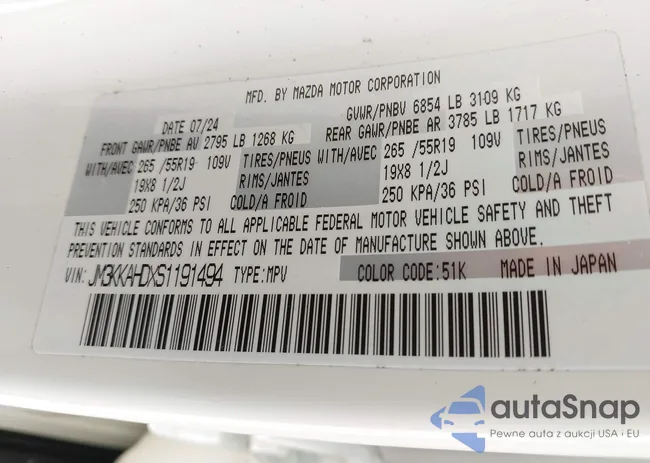 MFD. BY MAZDA MOTOR CORPORATION
DATE 07/24 GVWR/PNBV 6854 LB 3109 KG
FRONT GAWR/PNBE AV 2795 LB 1268 KG REAR GAWR/PNBE AR 3785 LB 1717 KG
WITH/AVEC 265 /55R19 109V TIRES/PNEUS WITH/AVEC 265 /55R19 109V TIRES/PNEUS
19X8 1/2J RIMS/JANTES 19X8 1/2J RIMS/JANTES
250 KPA/36 PSI COLD/A FROID 250 KPA/36 PSI COLD/A FROID
THIS VEHICLE CONFORMS TO ALL APPLICABLE FEDERAL MOTOR VEHICLE SAFETY AND THEFT
PREVENTION STANDARDS IN EFFECT ON THE DATE OF MANUFACTURE SHOWN ABOVE.
VIN: JM3KKAHDXS1191494 TYPE:MPV COLOR CODE:51K MADE IN JAPAN
autaSnap
Pewne auta z aukcji USA i EU